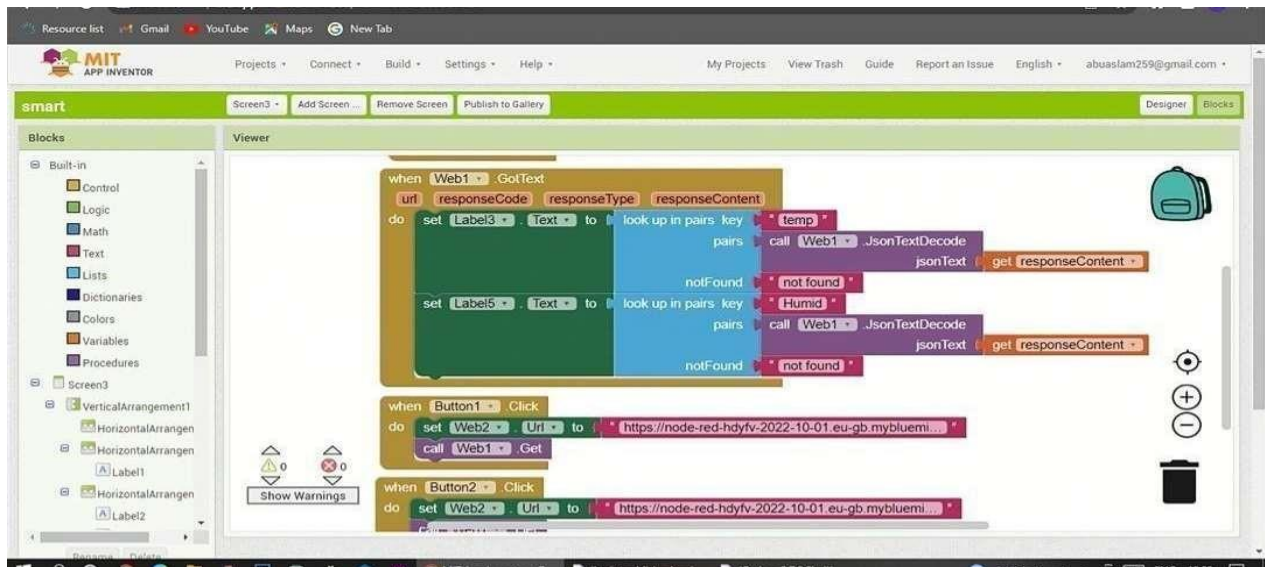 Resource list Gmail YouTube Maps New Tab
MIT
APP INVENTOR
Projects Connect Build Settings Help My Projects View Trash Guide Report an Issue English abuaslam259@gmail.com
smart Screen3 Add Screen ... Remove Screen Publish to Gallery Designer Blocks
Blocks Viewer
Built-in
Control
Logic
Math
Text
Lists
Dictionaries
Colors
Variables
Procedures
Screen3
VerticalArrangement1
HorizontalArrangen
HorizontalArrangen
Label1
HorizontalArrangen
Label2
Rename Delete
when Web1 .GotText
url responseCode responseType responseContent
do set Label3 . Text to look up in pairs key " temp "
pairs call Web1 .JsonTextDecode
jsonText get responseContent
notFound " not found "
set Label5 . Text to look up in pairs key " Humid "
pairs call Web1 .JsonTextDecode
jsonText get responseContent
notFound " not found "
when Button1 .Click
do set Web2 . Url to " https://node-red-hdyfv-2022-10-01.eu-gb.mybluemi... "
call Web1 .Get
when Button2 .Click
do set Web2 . Url to " https://node-red-hdyfv-2022-10-01.eu-gb.mybluemi... "
0 0
Show Warnings